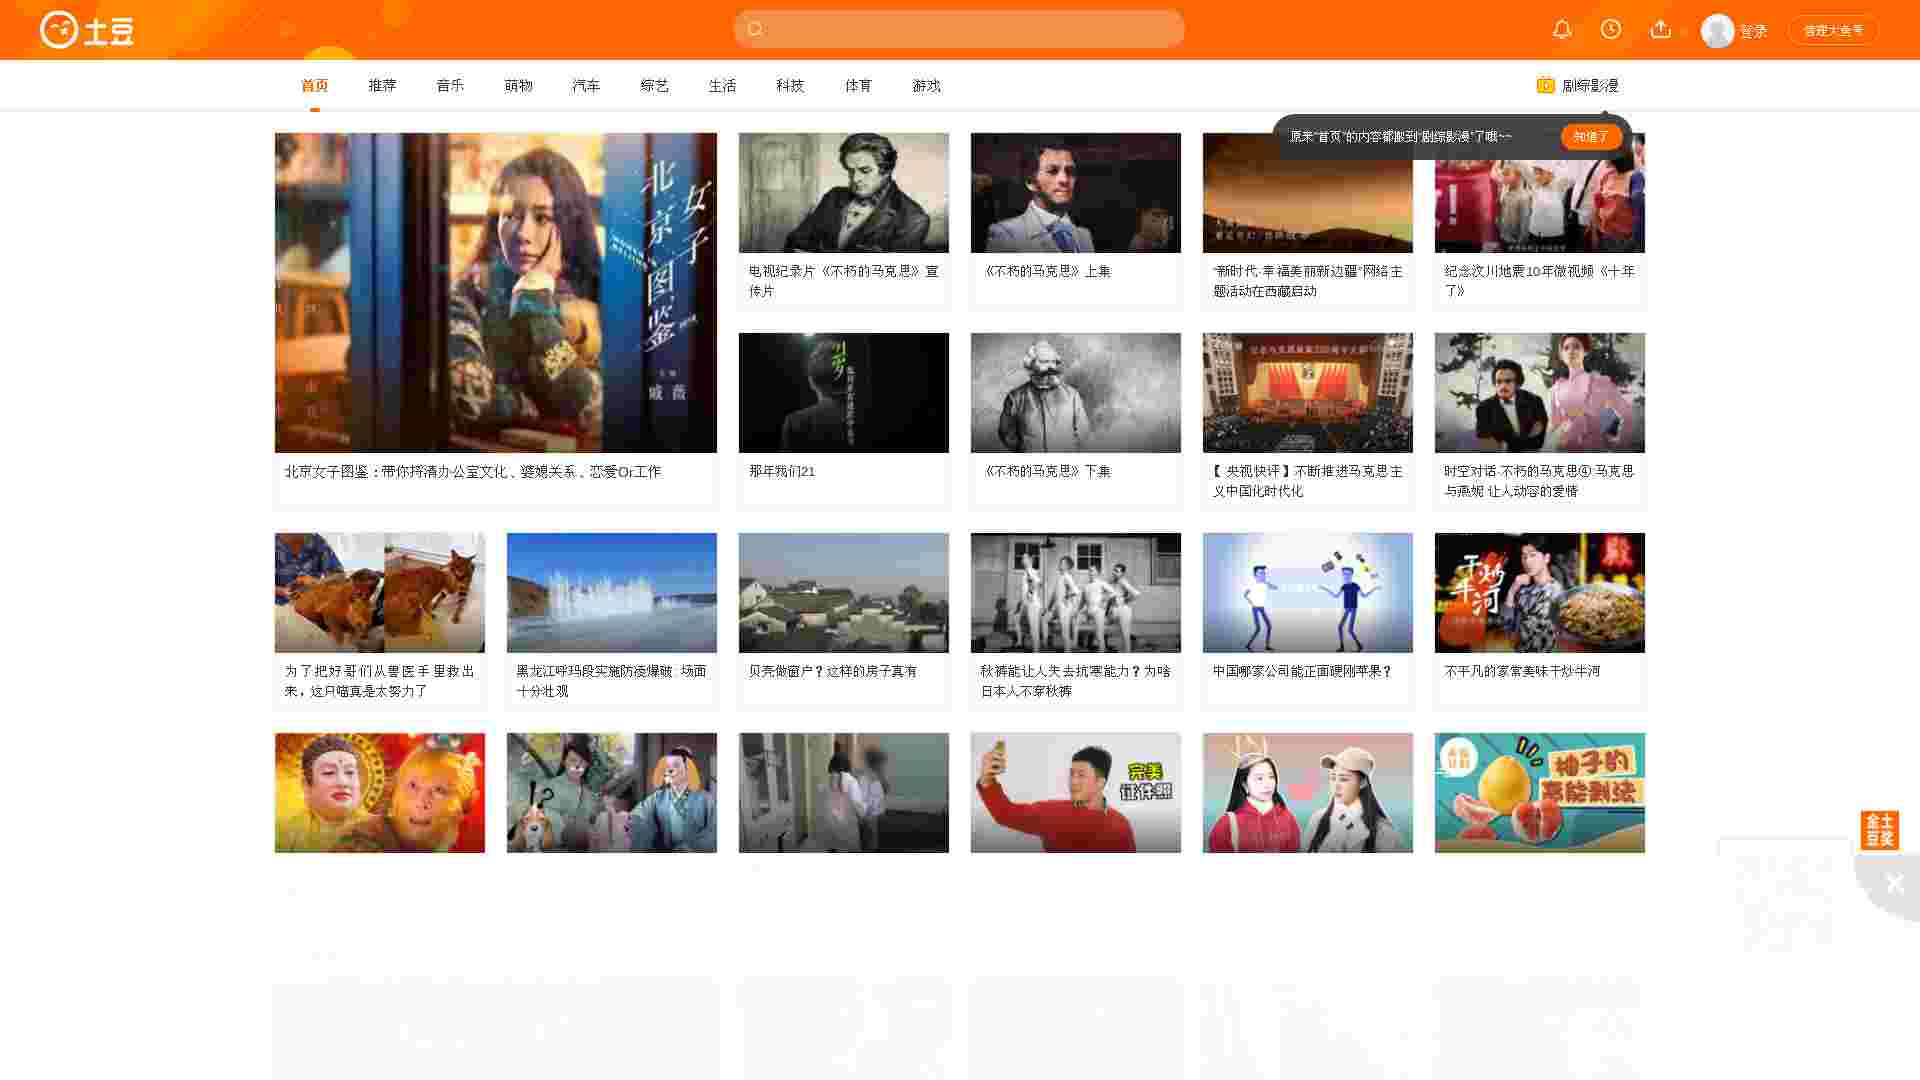 土豆
登录
首页
推荐
音乐
萌物
汽车
综艺
生活
科技
体育
游戏
剧综影漫
原来“首页”的内容都搬到“剧综影漫”了哦~~
知道了
北京
女子
图鉴
主演
戚薇
电视纪录片《不朽的马克思》宣
传片
《不朽的马克思》上集
“新时代·幸福美丽新边疆”网络主
题活动在西藏启动
纪念汶川地震10年微视频《十年
了》
北京女子图鉴：带你捋清办公室文化、婆媳关系、恋爱Or工作
那年我们21
《不朽的马克思》下集
【央视快评】不断推进马克思主
义中国化时代化
时空对话·不朽的马克思④:马克思
与燕妮 让人动容的爱情
干炒
牛河
为了把好哥们从兽医手里救出
来，这只喵真是太努力了
黑龙江呼玛段实施防凌爆破: 场面
十分壮观
贝壳做窗户？这样的房子真有
秋裤能让人失去抗寒能力？为啥
日本人不穿秋裤
中国哪家公司能正面硬刚苹果？
不平凡的家常美味干炒牛河
完美
证件照
柚子的
金土
豆奖